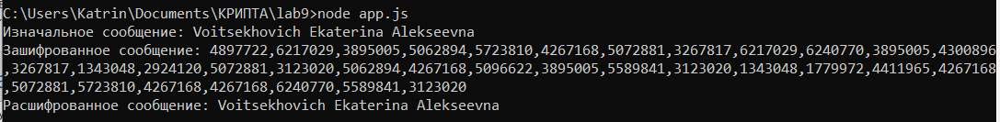 C:\Users\Katrin\Documents\КРИПТА\lab9>node app.js
Изначальное сообщение: Voitsekhovich Ekaterina Alekseevna
Зашифрованное сообщение: 4897722,6217029,3895005,5062894,5723810,4267168,5072881,3267817,6217029,6240770,3895005,4300896
,3267817,1343048,2924120,5072881,3123020,5062894,4267168,5096622,3895005,5589841,3123020,1343048,1779972,4411965,4267168
,5072881,5723810,4267168,4267168,6240770,5589841,3123020
Расшифрованное сообщение: Voitsekhovich Ekaterina Alekseevna